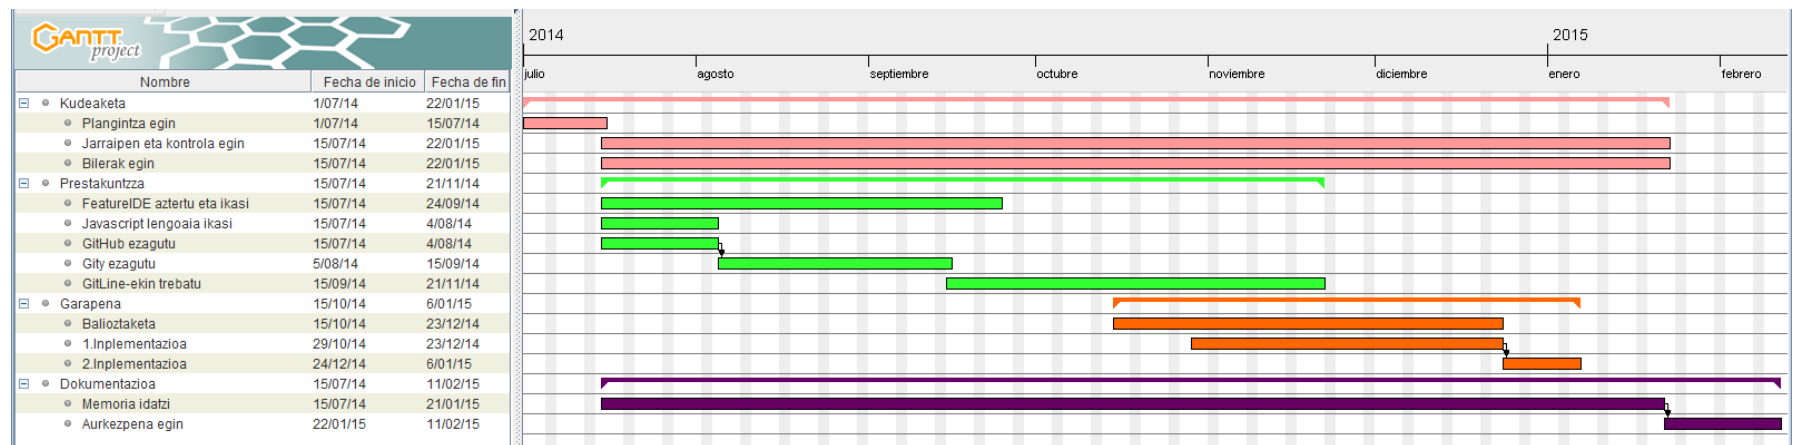 GANTT
project
2014 2015
julio agosto septiembre octubre noviembre diciembre enero febrero
Nombre Fecha de inicio Fecha de fin
Kudeaketa 1/07/14 22/01/15
Plangintza egin 1/07/14 15/07/14
Jarraipen eta kontrola egin 15/07/14 22/01/15
Bilerak egin 15/07/14 22/01/15
Prestakuntzza 15/07/14 21/11/14
FeatureIDE aztertu eta ikasi 15/07/14 24/09/14
Javascript lengoaia ikasi 15/07/14 4/08/14
GitHub ezagutu 15/07/14 4/08/14
Gity ezagutu 5/08/14 15/09/14
GitLine-ekin trebatu 15/09/14 21/11/14
Garapena 15/10/14 6/01/15
Balioztaketa 15/10/14 23/12/14
1.Inplementazioa 29/10/14 23/12/14
2.Inplementazioa 24/12/14 6/01/15
Dokumentazioa 15/07/14 11/02/15
Memoria idatzi 15/07/14 21/01/15
Aurkezpena egin 22/01/15 11/02/15